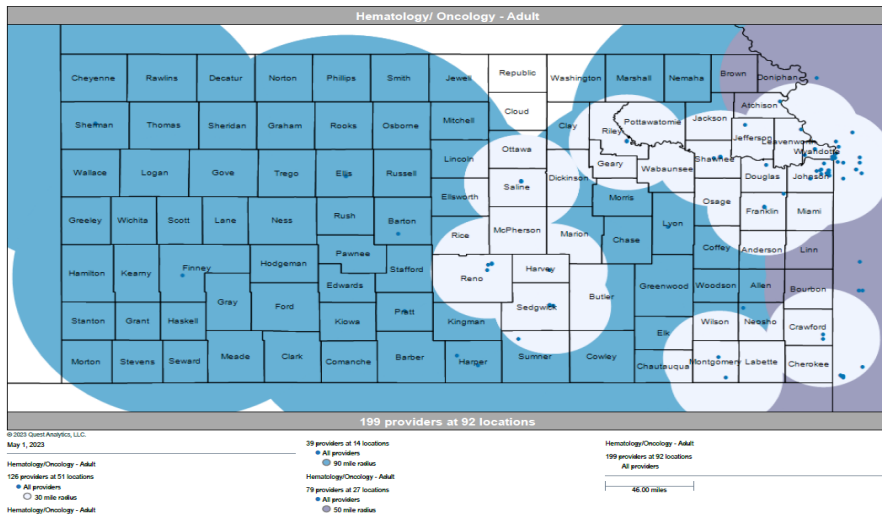 Hematology/ Oncology - Adult
Cheyenne Rawlins Decatur Norton Phillips Smith Jewell Republic Washington Marshall Nemaha Brown Doniphan
Cloud Atchison
Sherman Thomas Sheridan Graham Rooks Osborne Mitchell Clay Riley Pottawatomie Jackson Jefferson Leavenworth
Ottawa Wyandotte
Wallace Logan Gove Trego Ellis Russell Lincoln Geary Wabaunsee Shawnee Douglas Johnson
Saline Dickinson
Ellsworth Morris Osage
Greeley Wichita Scott Lane Ness Rush Barton Rice McPherson Marion Chase Lyon Franklin Miami
Pawnee Coffey Anderson Linn
Hamilton Kearny Finney Hodgeman Stafford Reno Harvey
Gray Ford Edwards Butler Greenwood Woodson Allen Bourbon
Stanton Grant Haskell Kiowa Pratt Kingman Sedgwick Elk Wilson Neosho Crawford
Morton Stevens Seward Meade Clark Comanche Barber Harper Sumner Cowley Chautauqua Montgomery Labette Cherokee
199 providers at 92 locations
© 2023 Quest Analytics, LLC.
May 1, 2023
Hematology/Oncology - Adult
126 providers at 51 locations
All providers
30 mile radius
Hematology/Oncology - Adult
39 providers at 14 locations
All providers
90 mile radius
Hematology/Oncology - Adult
79 providers at 27 locations
All providers
50 mile radius
Hematology/Oncology - Adult
199 providers at 92 locations
All providers
46.00 miles